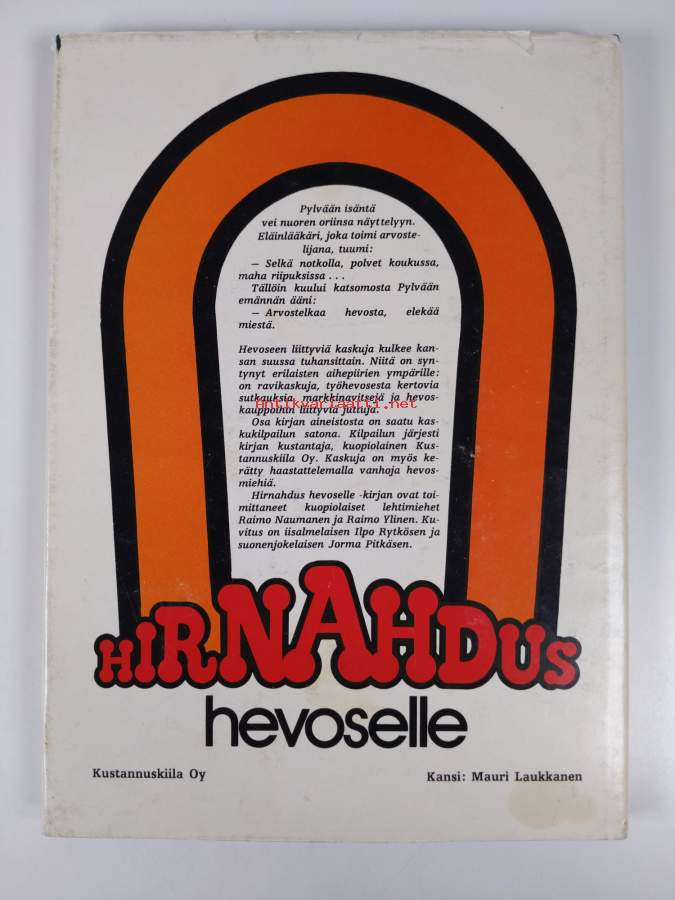 Pylvään isäntä
vei nuoren oriinsa näyttelyyn.
Eläinlääkäri, joka toimi arvoste-
lijana, tuumi:
— Selkä notkolla, polvet koukussa,
maha riipuksissa . . .
Tällöin kuului katsomosta Pylvään
emännän ääni:
— Arvostelkaa hevosta, elekää
miestä.
Hevoseen liittyviä kaskuja kulkee kan-
san suussa tuhansittain. Niitä on syn-
tynyt erilaisten aihepiirien ympärille:
on ravikaskuja, työhevosesta kertovia
sutkauksia, markkinavitsejä ja hevos-
Antikvariaatti.net
kauppoihin liittyviä juttuja.
Osa kirjan aineistosta on saatu kas-
kukilpailun satona. Kilpailun järjesti
kirjan kustantaja, kuopiolainen Kus-
tannuskiila Oy. Kaskuja on myös ke-
rätty haastattelemalla vanhoja hevos-
miehiä.
Hirnahdus hevoselle -kirjan ovat toi-
mittaneet kuopiolaiset lehtimiehet
Raimo Naumanen ja Raimo Ylinen. Ku-
vitus on iisalmelaisen Ilpo Rytkösen ja
suonenjokelaisen Jorma Pitkäsen.
HIRNAHDUS
hevoselle
Kustannuskiila Oy
Kansi: Mauri Laukkanen